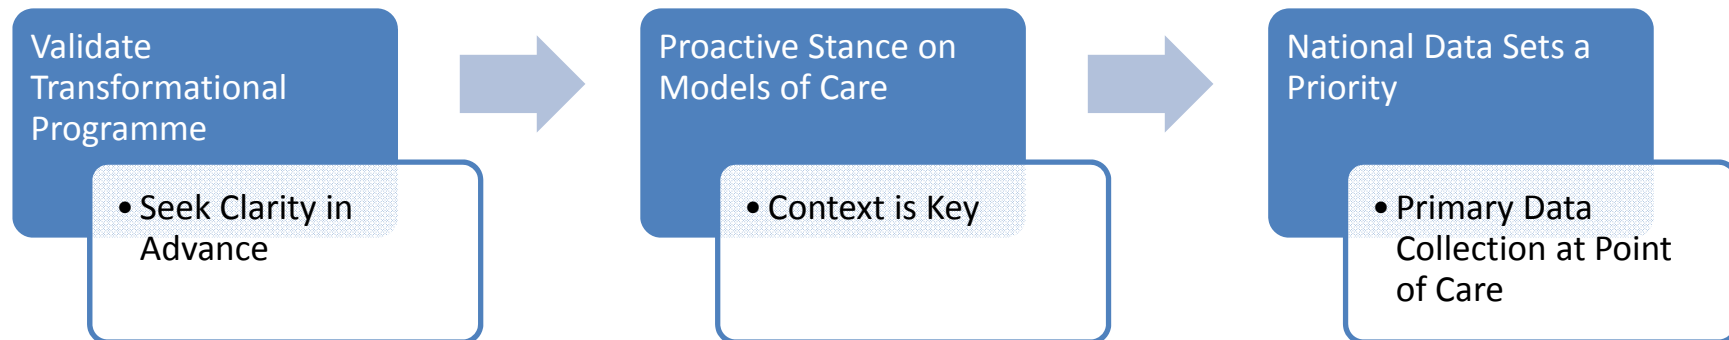 Validate
Transformational
Programme
• Seek Clarity in
Advance
Proactive Stance on
Models of Care
• Context is Key
National Data Sets a
Priority
• Primary Data
Collection at Point
of Care